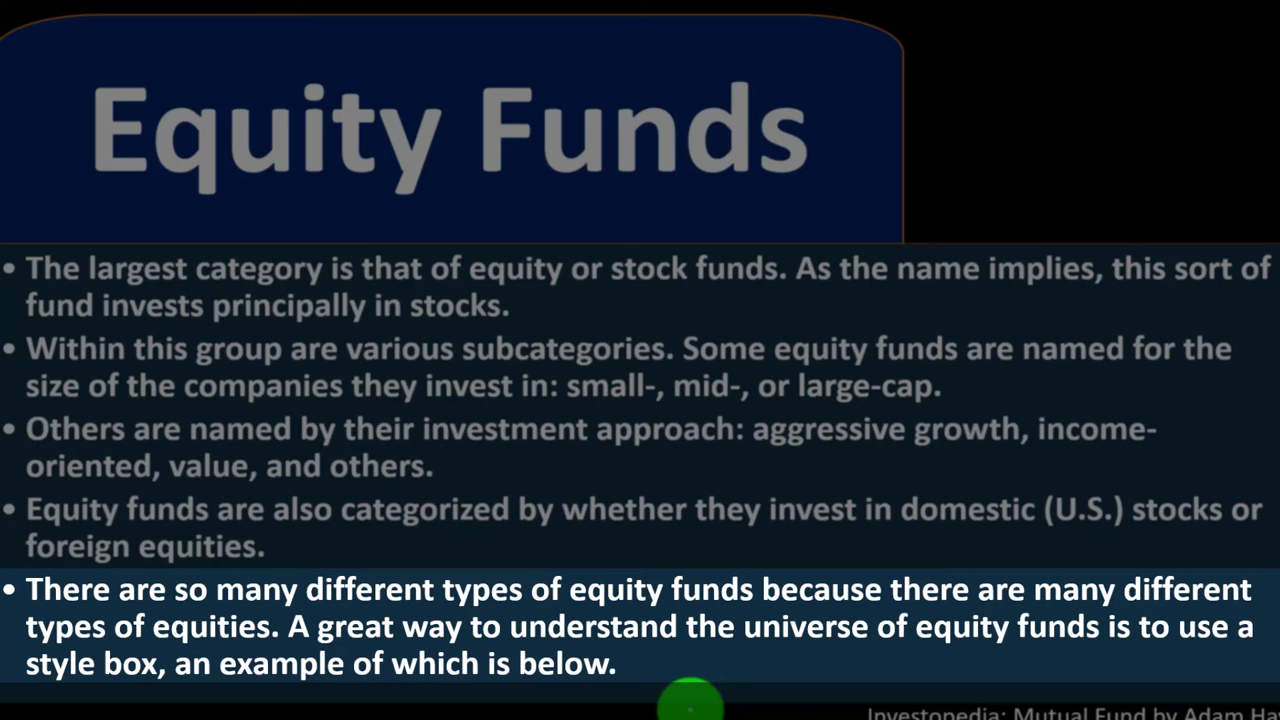 Equity Funds
• The largest category is that of equity or stock funds. As the name implies, this sort of
fund invests principally in stocks.
• Within this group are various subcategories. Some equity funds are named for the
size of the companies they invest in: small-, mid-, or large-cap.
• Others are named by their investment approach: aggressive growth, income-
oriented, value, and others.
• Equity funds are also categorized by whether they invest in domestic (U.S.) stocks or
foreign equities.
• There are so many different types of equity funds because there are many different
types of equities. A great way to understand the universe of equity funds is to use a
style box, an example of which is below.
Investopedia: Mutual Fund by Adam